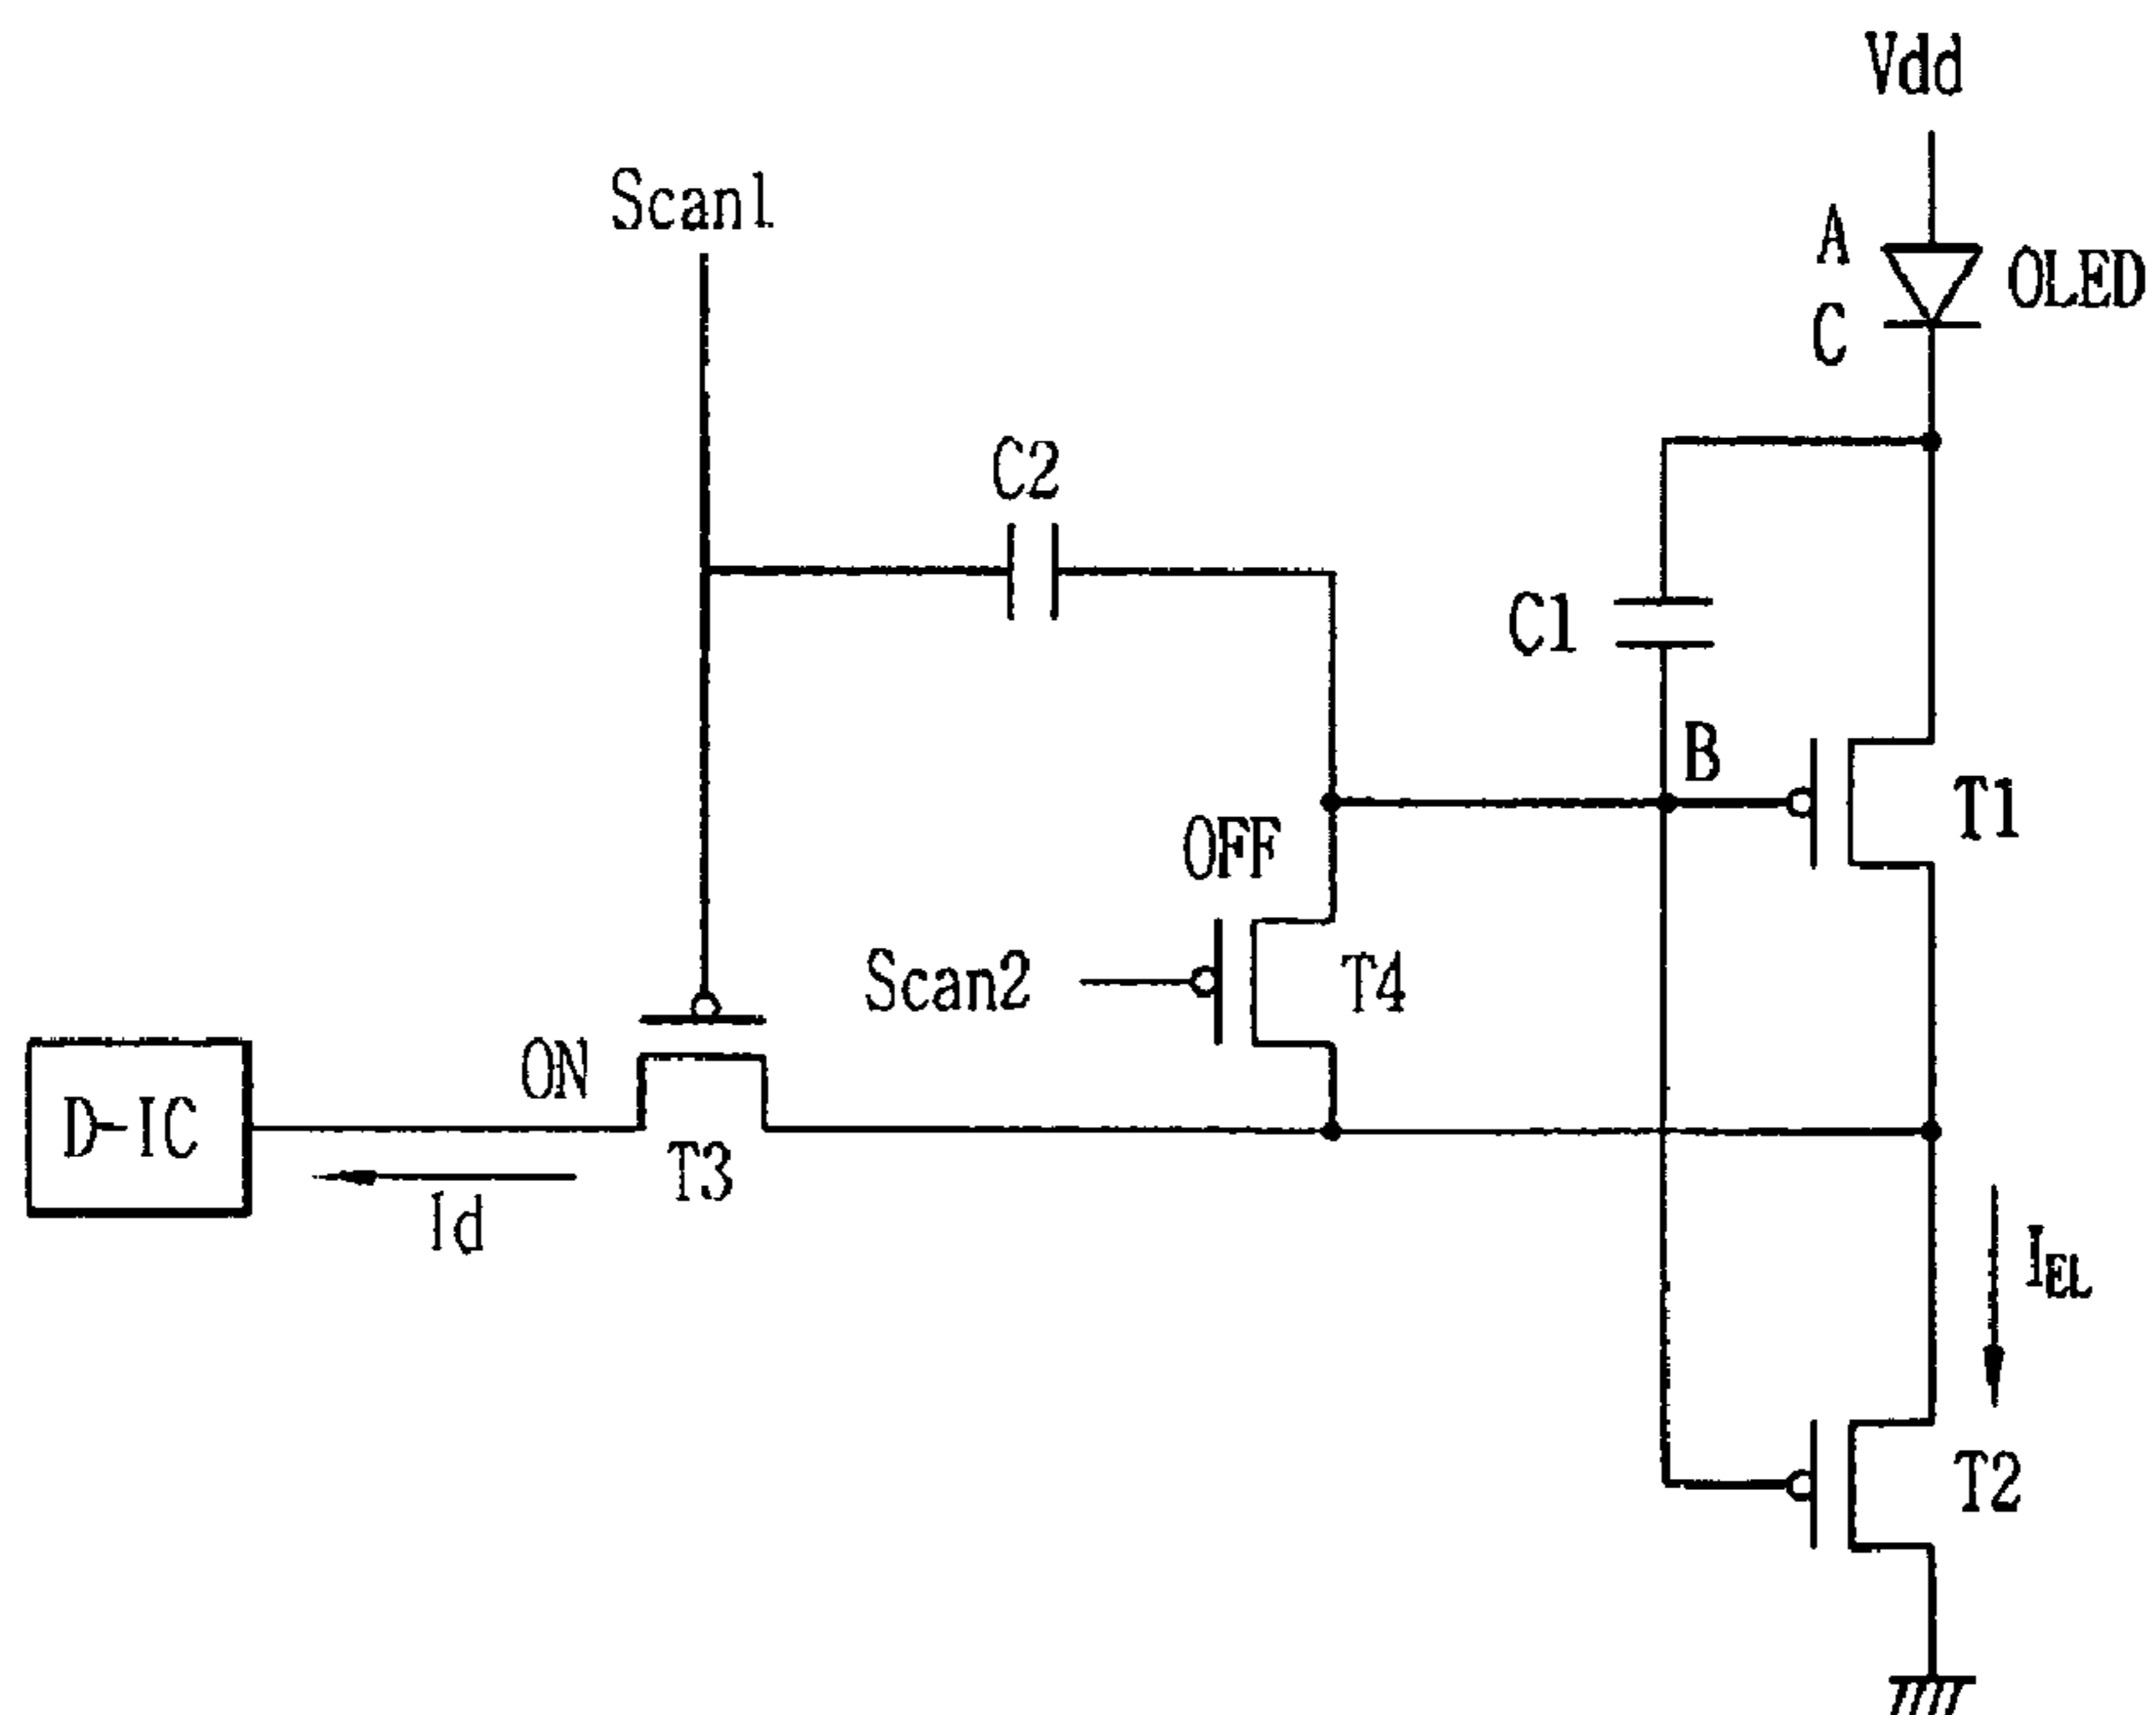 Vdd
Scan1
A
OLED
C
C2
C1
B
T1
OFF
Scan2
T4
ON
D-IC
T3
Id
IEL
T2